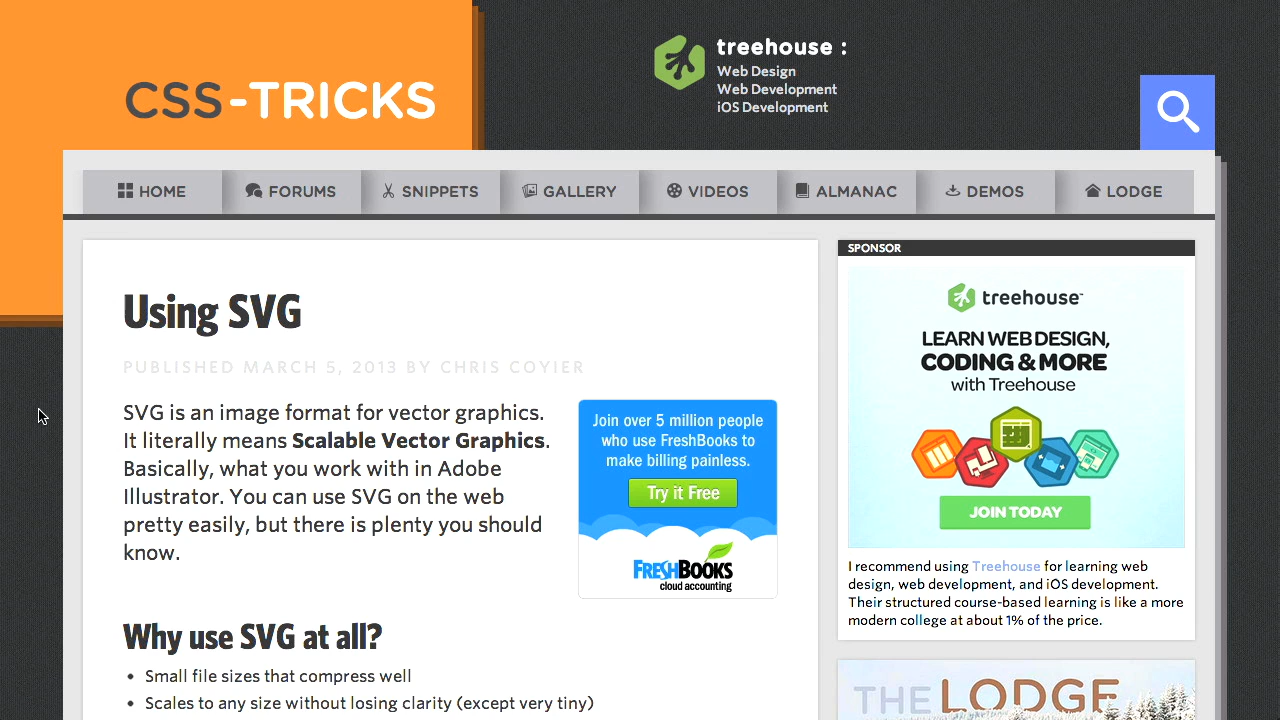 CSS-TRICKS
treehouse :
Web Design
Web Development
iOS Development
HOME
FORUMS
SNIPPETS
GALLERY
VIDEOS
ALMANAC
DEMOS
LODGE
Using SVG
PUBLISHED MARCH 5, 2013 BY CHRIS COYIER
SVG is an image format for vector graphics.
It literally means Scalable Vector Graphics.
Basically, what you work with in Adobe
Illustrator. You can use SVG on the web
pretty easily, but there is plenty you should
know.
Join over 5 million people
who use FreshBooks to
make billing painless.
Try it Free
FRESHBOOKS
cloud accounting
Why use SVG at all?
• Small file sizes that compress well
• Scales to any size without losing clarity (except very tiny)
SPONSOR
treehouse™
LEARN WEB DESIGN,
CODING & MORE
with Treehouse
JOIN TODAY
I recommend using Treehouse for learning web
design, web development, and iOS development.
Their structured course-based learning is like a more
modern college at about 1% of the price.
THE LODGE